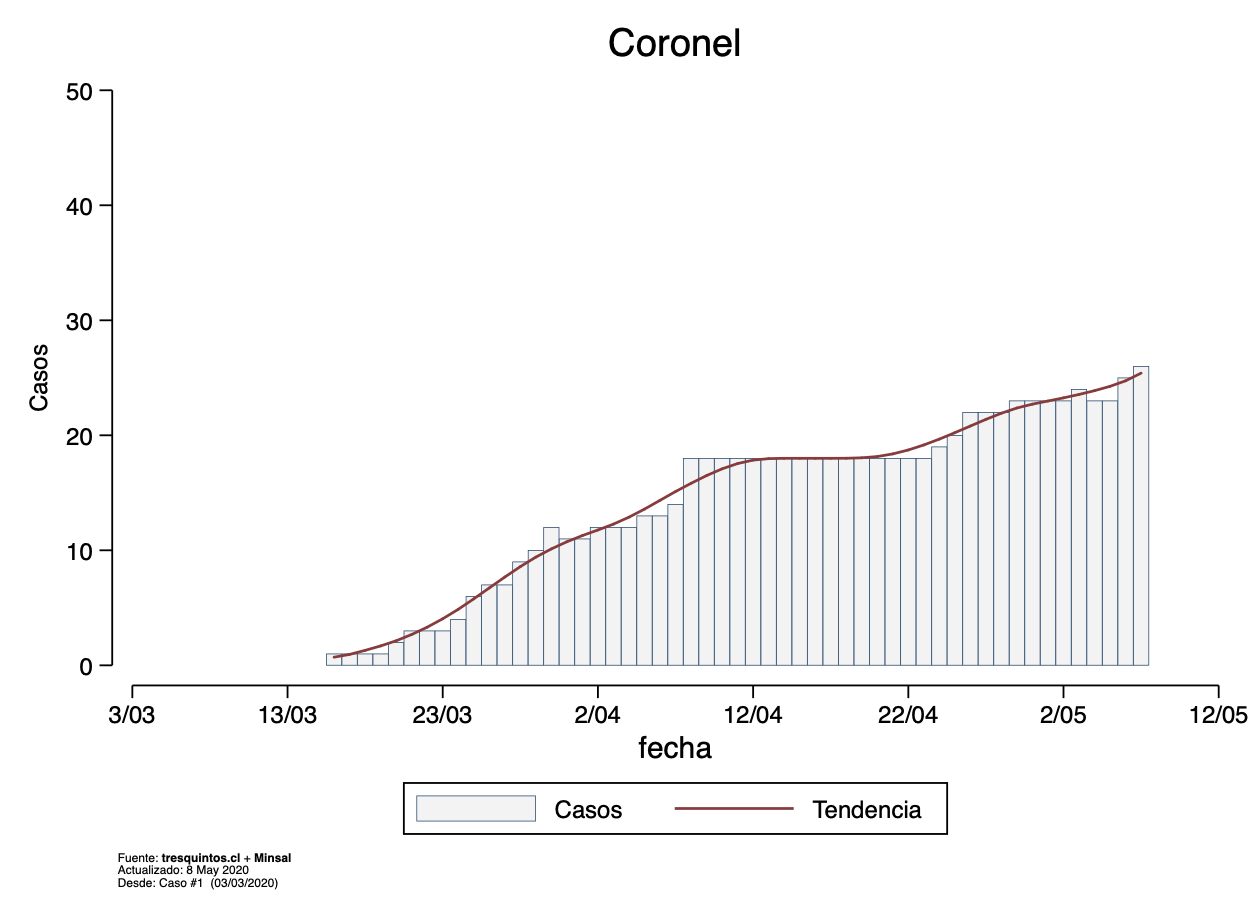 Coronel
50
40
30
20
10
0
Casos
3/03 13/03 23/03 2/04 12/04 22/04 2/05 12/05
fecha
Casos Tendencia
Fuente: tresquintos.cl + Minsal
Actualizado: 8 May 2020
Desde: Caso #1 (03/03/2020)